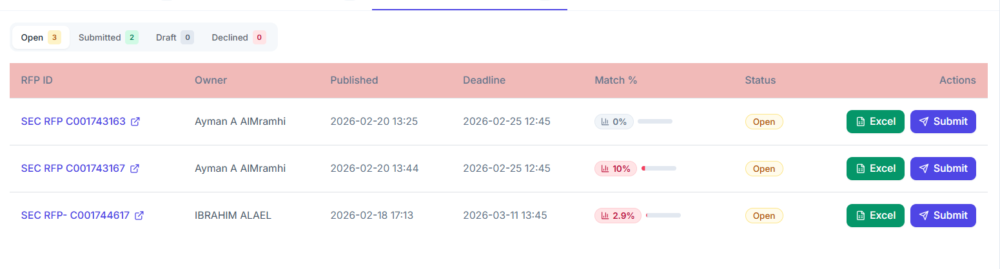 Open 3 Submitted 2 Draft 0 Declined 0
RFP ID Owner Published Deadline Match % Status Actions
SEC RFP C001743163 Ayman A AlMramhi 2026-02-20 13:25 2026-02-25 12:45 0% Open Excel Submit
SEC RFP C001743167 Ayman A AlMramhi 2026-02-20 13:44 2026-02-25 12:45 10% Open Excel Submit
SEC RFP- C001744617 IBRAHIM ALAEL 2026-02-18 17:13 2026-03-11 13:45 2.9% Open Excel Submit